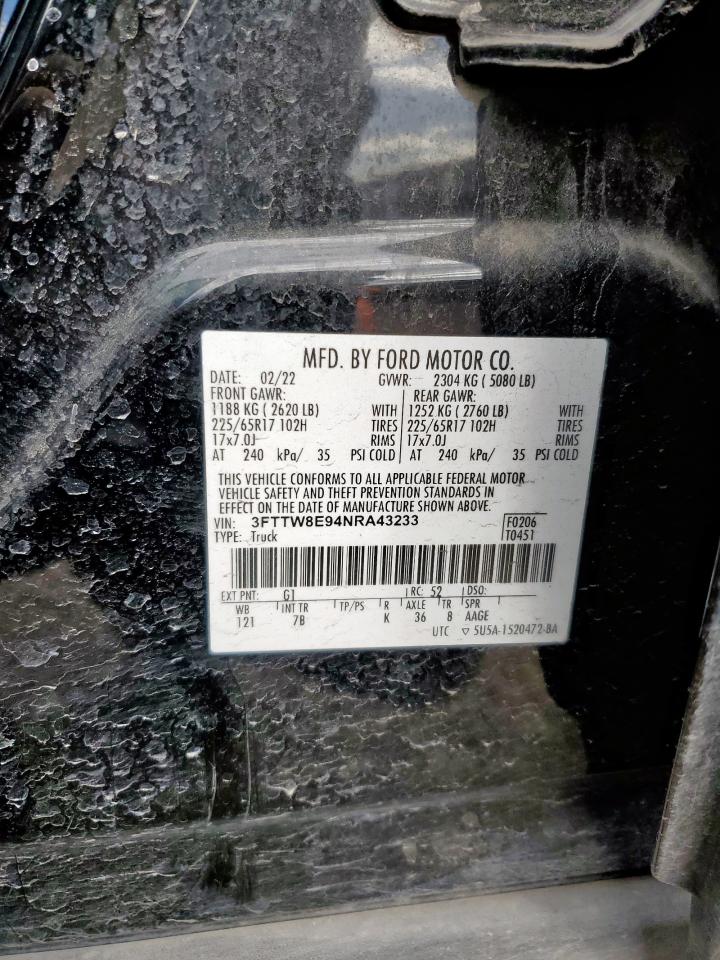 MFD. BY FORD MOTOR CO.
DATE: 02/22 GVWR: 2304 KG ( 5080 LB)
FRONT GAWR: REAR GAWR:
1188 KG ( 2620 LB) WITH 1252 KG ( 2760 LB) WITH
225/65R17 102H TIRES 225/65R17 102H TIRES
17x7.0J RIMS 17x7.0J RIMS
AT 240 kPa/ 35 PSI COLD AT 240 kPa/ 35 PSI COLD
THIS VEHICLE CONFORMS TO ALL APPLICABLE FEDERAL MOTOR
VEHICLE SAFETY AND THEFT PREVENTION STANDARDS IN
EFFECT ON THE DATE OF MANUFACTURE SHOWN ABOVE.
VIN: 3FTTW8E94NRA43233 F0206
TYPE: Truck T0451
EXT PNT: G1 RC: 52 DSO:
WB INT TR TP/PS R AXLE TR SPR
121 7B K 36 8 AAGE
UTC ▽ 5U5A-1520472-BA